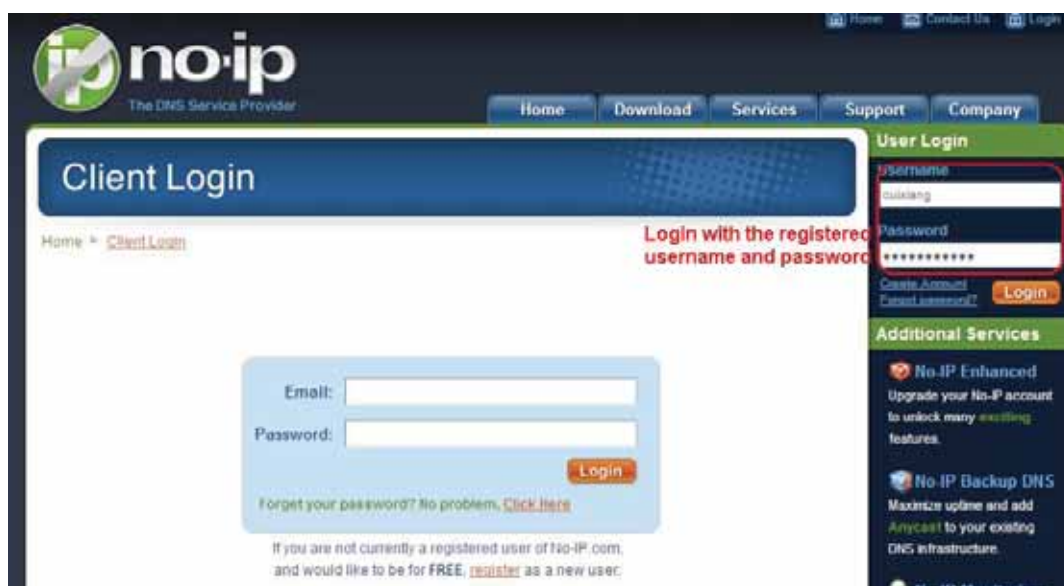 Home Contact Us Login
ip no·ip
The DNS Service Provider
Home Download Services Support Company
Client Login
Home Client Login
Login with the registered
username and password
User Login
Username
cuixiang
Password
***********
Create Account
Forgot password?
Login
Email:
Password:
Login
Forget your password? No problem, Click Here
If you are not currently a registered user of No-IP.com,
and would like to be for FREE, register as a new user.
Additional Services
No-IP Enhanced
Upgrade your No-IP account
to unlock many exciting
features.
No-IP Backup DNS
Maximize uptime and add
Anycast to your existing
DNS infrastructure.